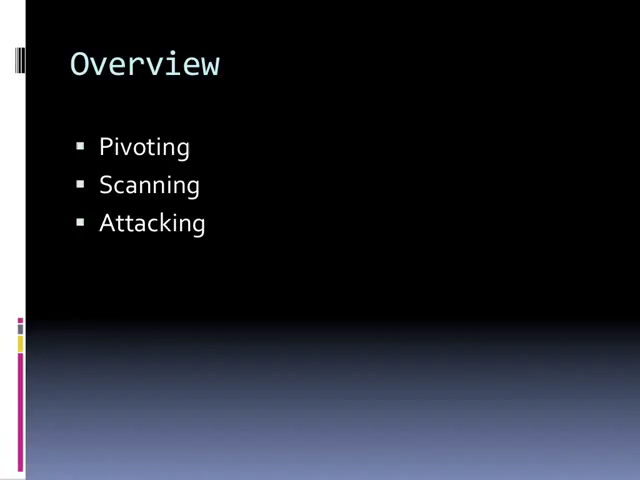 Overview
▪ Pivoting
▪ Scanning
▪ Attacking